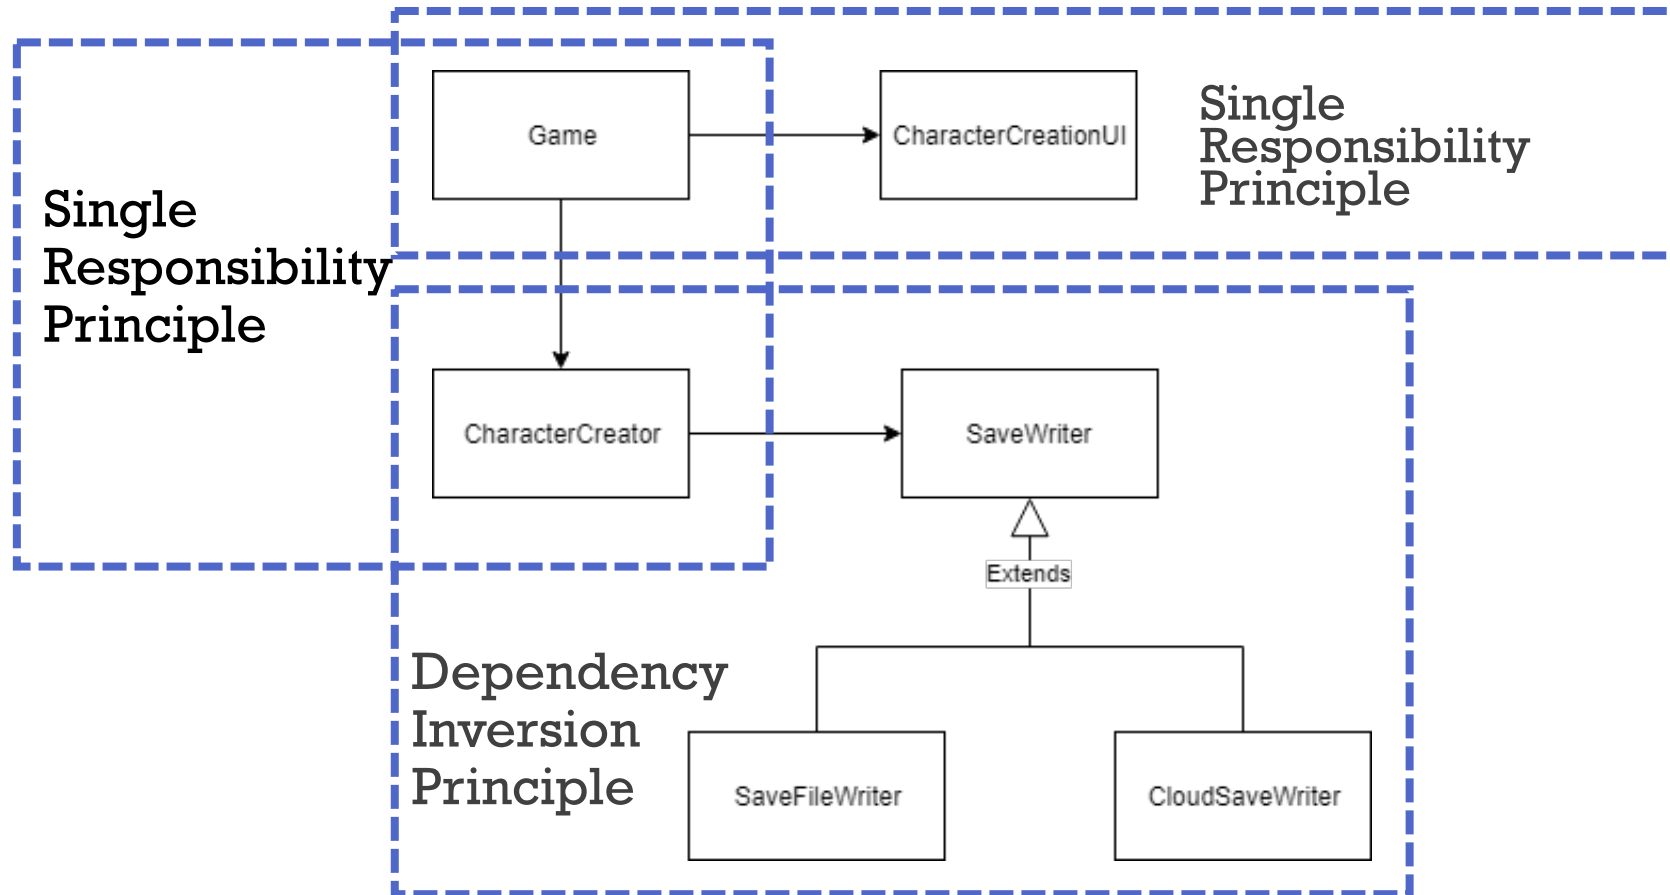 Game
CharacterCreationUI
Single
Responsibility
Principle
Single
Responsibility
Principle
CharacterCreator
SaveWriter
Extends
Dependency
Inversion
Principle
SaveFileWriter
CloudSaveWriter